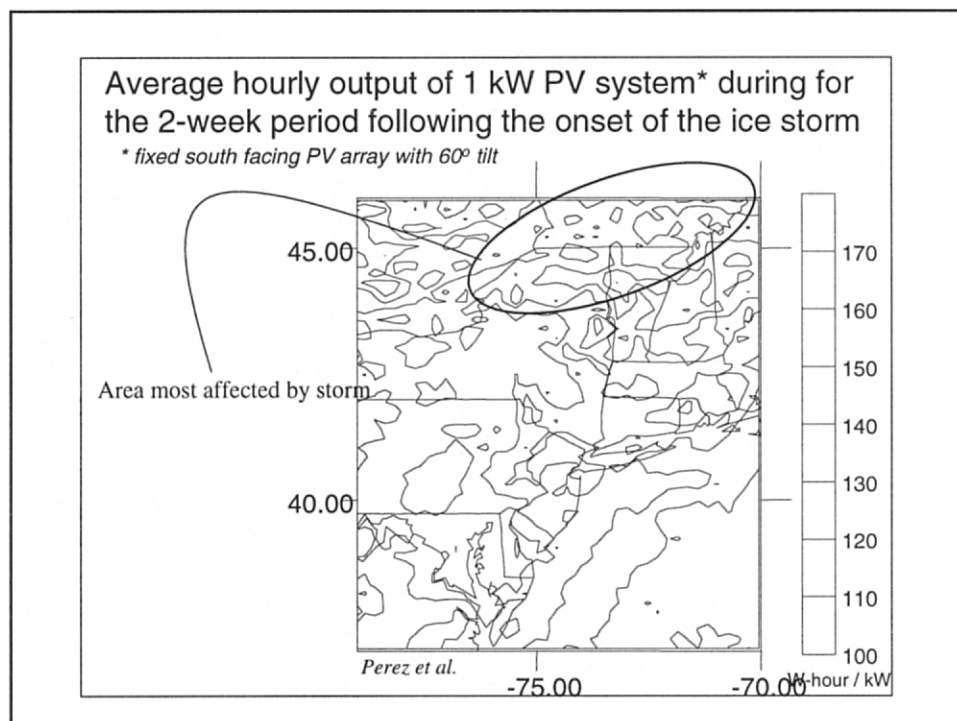 Average hourly output of 1 kW PV system* during for
the 2-week period following the onset of the ice storm
* fixed south facing PV array with 60º tilt
45.00
40.00
Area most affected by storm
170
160
150
140
130
120
110
100
W-hour / kW
Perez et al.
-75.00
-70.00